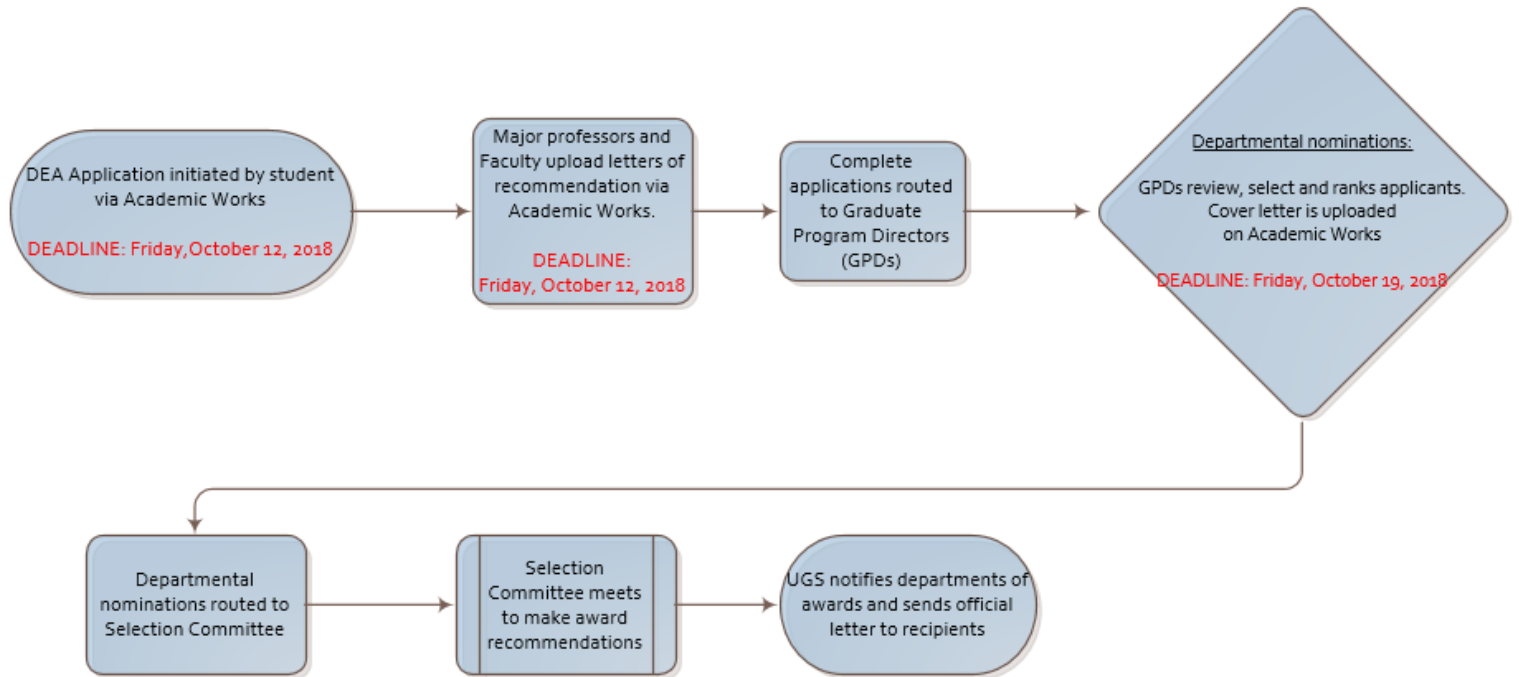 DEA Application initiated by student
via Academic Works
DEADLINE: Friday,October 12, 2018
Major professors and
Faculty upload letters of
recommendation via
Academic Works.
DEADLINE:
Friday, October 12, 2018
Complete
applications routed
to Graduate
Program Directors
(GPDs)
Departmental nominations:
GPDs review, select and ranks applicants.
Cover letter is uploaded
on Academic Works
DEADLINE: Friday, October 19, 2018
Departmental
nominations routed to
Selection Committee
Selection
Committee meets
to make award
recommendations
UGS notifies departments of
awards and sends official
letter to recipients